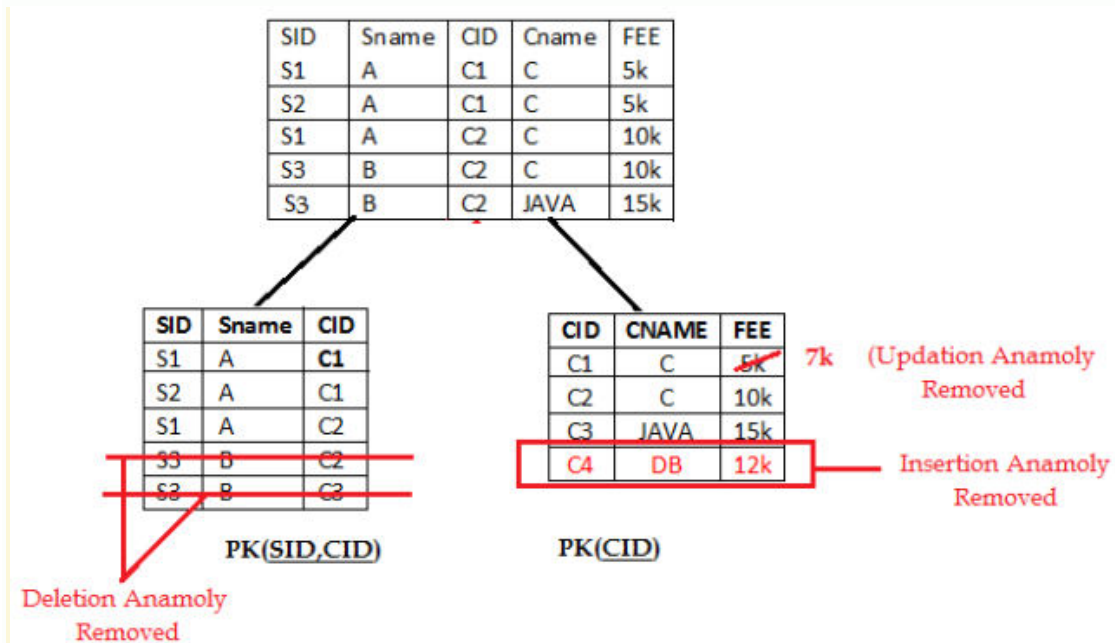 SID Sname CID Cname FEE
S1 A C1 C 5k
S2 A C1 C 5k
S1 A C2 C 10k
S3 B C2 C 10k
S3 B C2 JAVA 15k
SID Sname CID
S1 A C1
S2 A C1
S1 A C2
S3 B C2
S3 B C3
PK(SID,CID)
Deletion Anamoly
Removed
CID CNAME FEE
C1 C 5k 7k (Updation Anamoly
Removed
C2 C 10k
C3 JAVA 15k
C4 DB 12k
Insertion Anamoly
Removed
PK(CID)